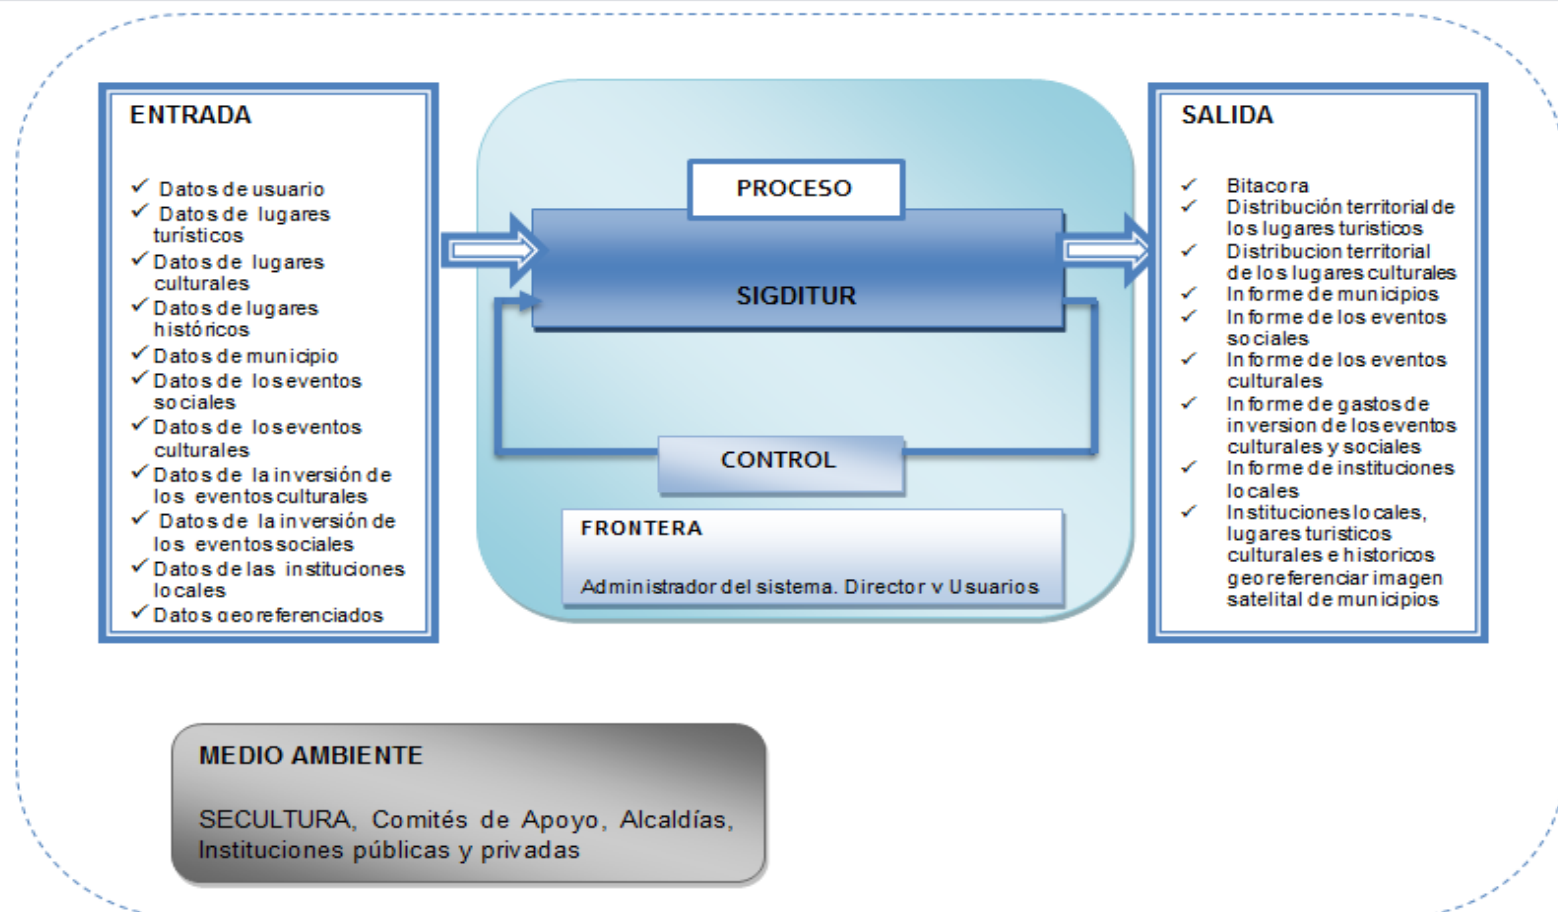 ENTRADA
Datos de usuario
Datos de lugares
turísticos
Datos de lugares
culturales
Datos de lugares
históricos
Datos de municipio
Datos de los eventos
sociales
Datos de los eventos
culturales
Datos de la inversión de
los eventos culturales
Datos de la inversión de
los eventos sociales
Datos de las instituciones
locales
Datos georeferenciados
PROCESO
SIGDITUR
CONTROL
FRONTERA
Administrador del sistema. Director y Usuarios
SALIDA
Bitacora
Distribución territorial de
los lugares turisticos
Distribucion territorial
de los lugares culturales
Informe de municipios
Informe de los eventos
sociales
Informe de los eventos
culturales
Informe de gastos de
inversion de los eventos
culturales y sociales
Informe de instituciones
locales
Instituciones locales,
lugares turisticos
culturales e historicos
georeferenciar imagen
satelital de municipios
MEDIO AMBIENTE
SECULTURA, Comités de Apoyo, Alcaldías,
Instituciones públicas y privadas